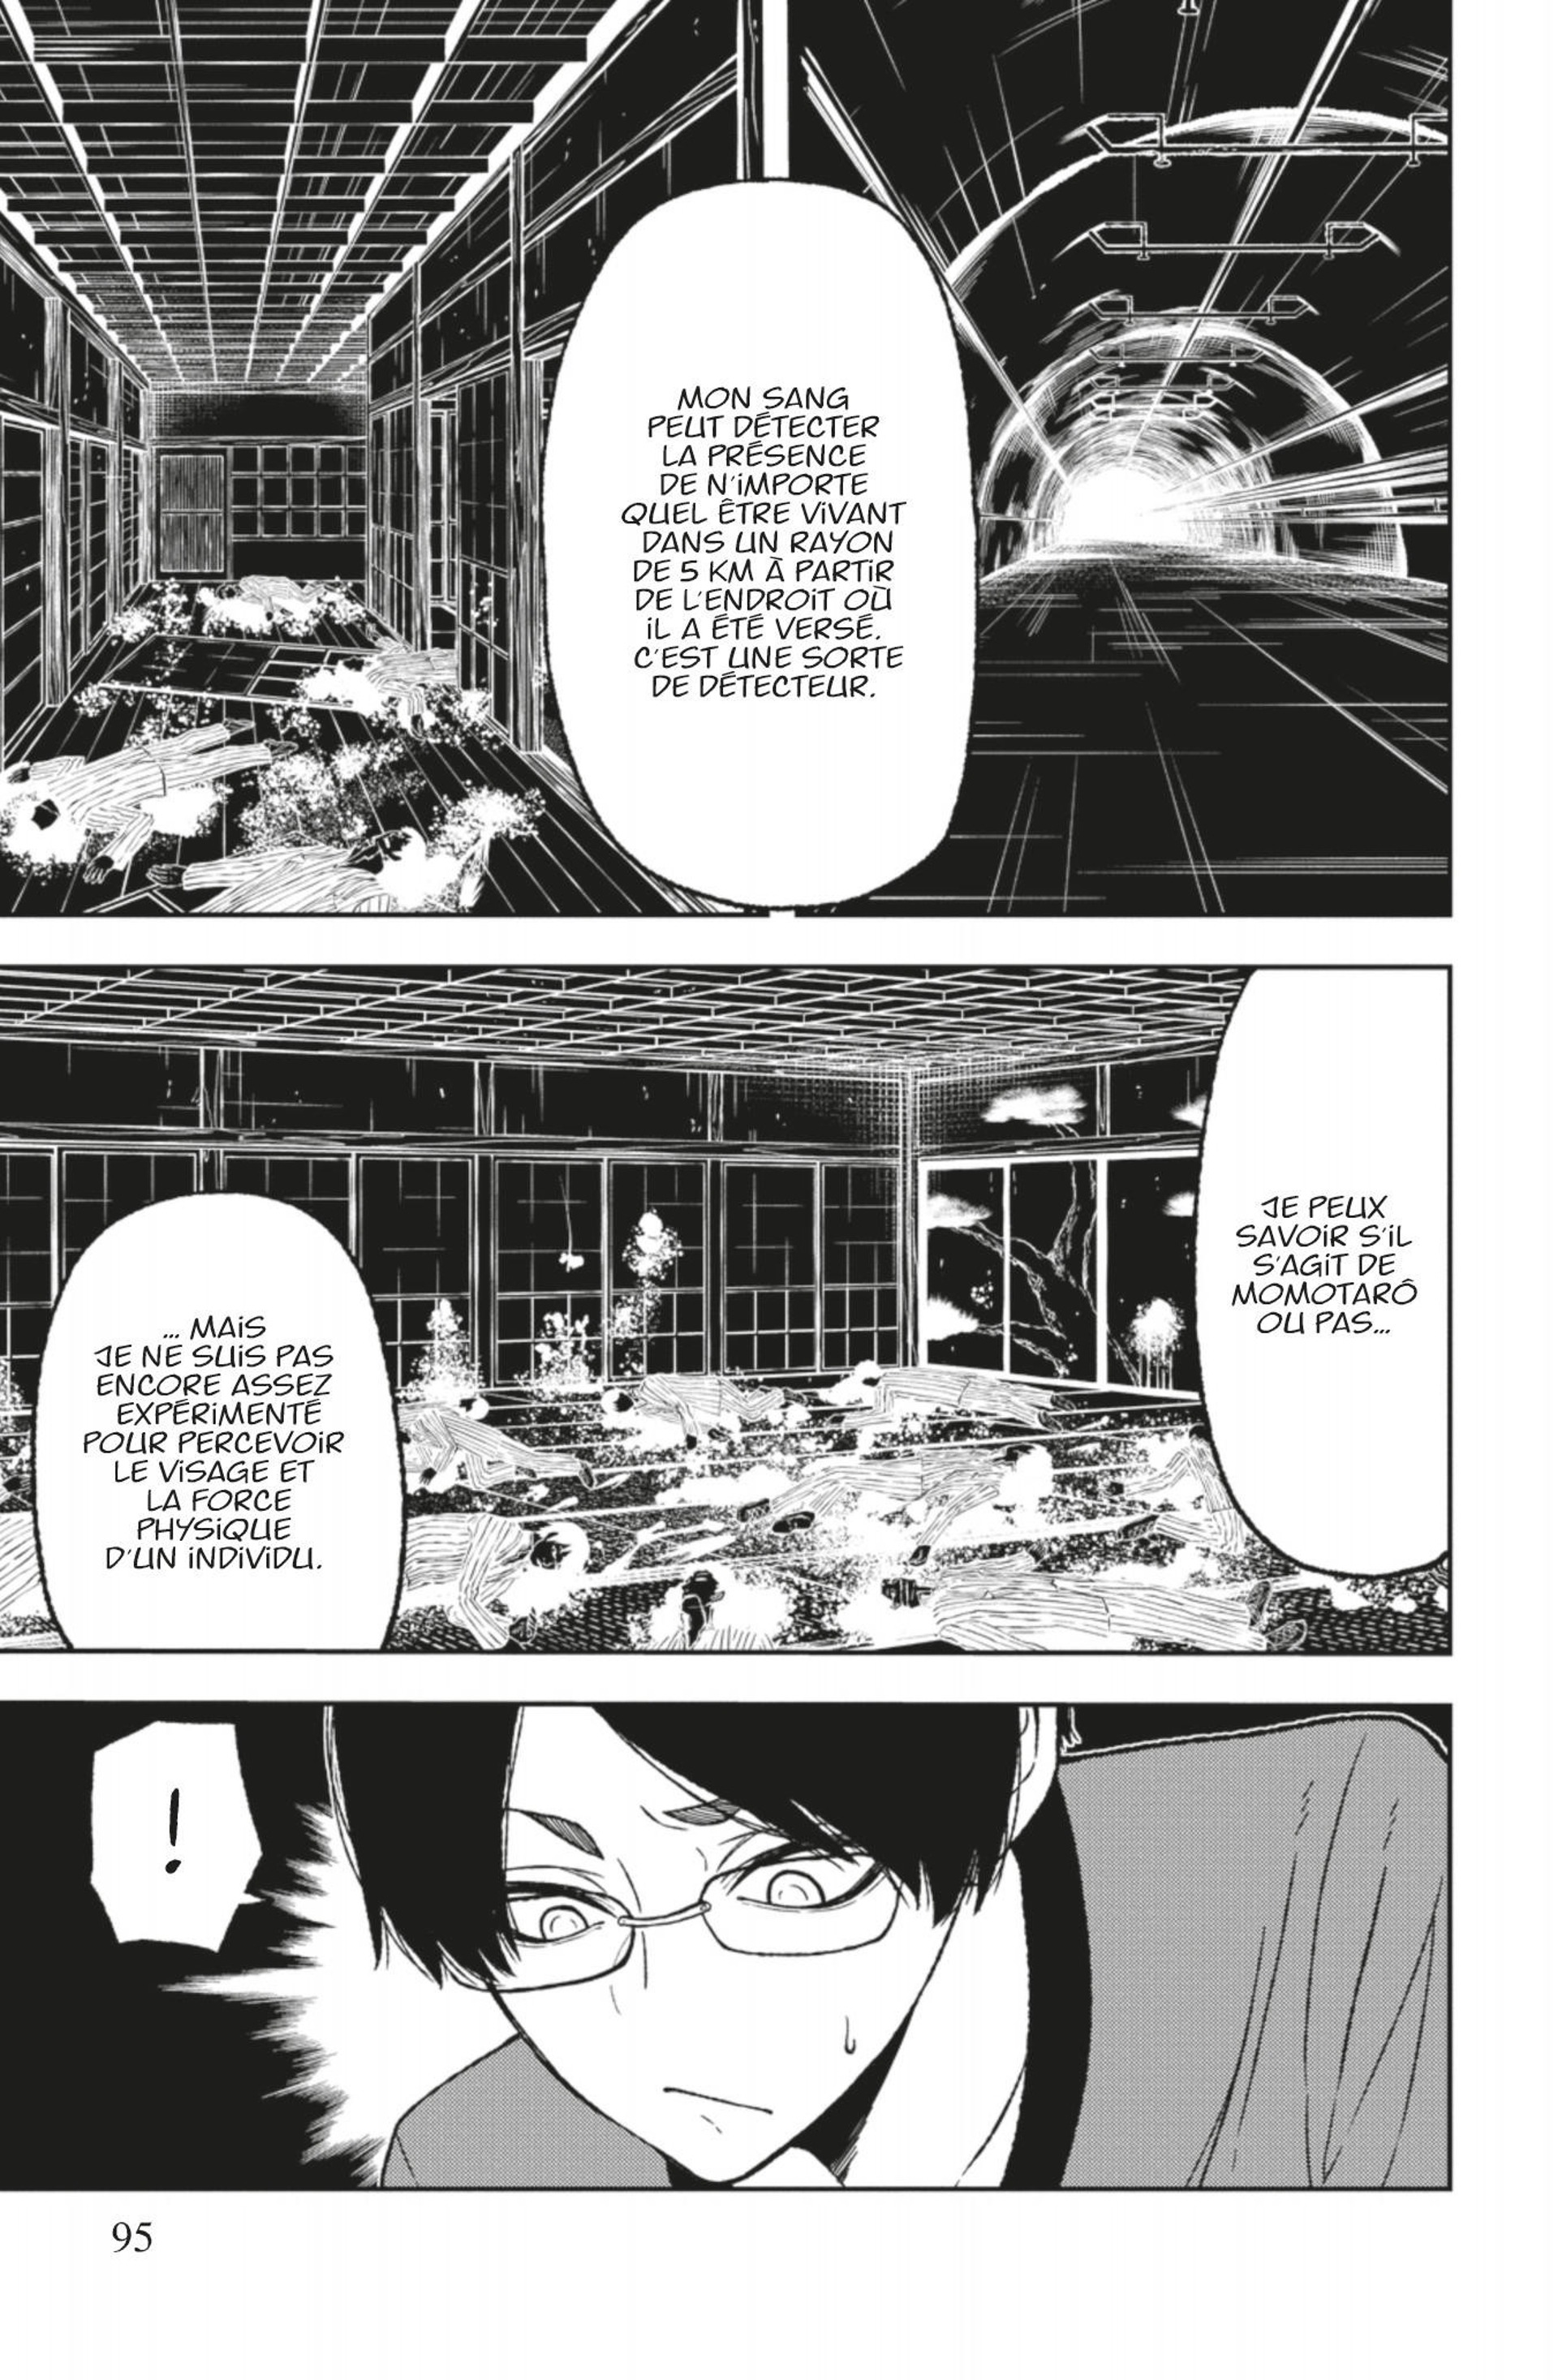 MON SANG
PEUT DÉTECTER
LA PRÉSENCE
DE N'IMPORTE
QUEL ÊTRE VIVANT
DANS UN RAYON
DE 5 KM À PARTIR
DE L'ENDROIT OÙ
IL A ÉTÉ VERSÉ.
C'EST UNE SORTE
DE DÉTECTEUR.
JE PEUX
SAVOIR S'IL
S'AGIT DE
MOMOTARÔ
OU PAS...
... MAIS
JE NE SUIS PAS
ENCORE ASSEZ
EXPÉRIMENTÉ
POUR PERCEVOIR
LE VISAGE ET
LA FORCE
PHYSIQUE
D'UN INDIVIDU.
!
95